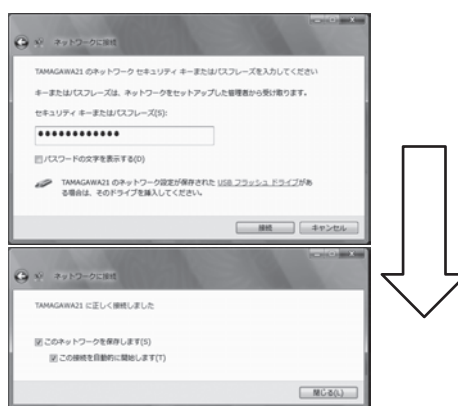 ネットワークに接続
TAMAGAWA21 のネットワーク セキュリティ キーまたはパスフレーズを入力してください
キーまたはパスフレーズは、ネットワークをセットアップした管理者から受け取ります。
セキュリティ キーまたはパスフレーズ(S):
●●●●●●●●●●●●
パスワードの文字を表示する(D)
TAMAGAWA21 のネットワーク設定が保存された USB フラッシュ ドライブがあ
る場合は、そのドライブを挿入してください。
接続 キャンセル
ネットワークに接続
TAMAGAWA21 に正しく接続しました
このネットワークを保存します(S)
この接続を自動的に開始します(T)
閉じる(L)